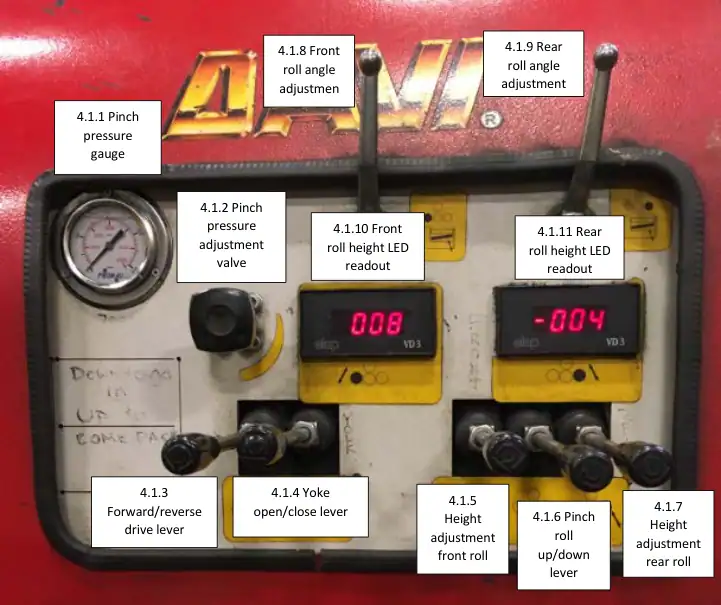 4.1.8 Front
roll angle
adjustmen
4.1.9 Rear
roll angle
adjustment
®
4.1.1 Pinch
pressure
gauge
4.1.2 Pinch
pressure
adjustment
valve
4.1.10 Front
roll height LED
readout
4.1.11 Rear
roll height LED
readout
008
elap
VD3
-004
elap
VD3
UP to
COME BAC
4.1.3
Forward/reverse
drive lever
4.1.4 Yoke
open/close lever
4.1.5
Height
adjustment
front roll
4.1.6 Pinch
roll
up/down
lever
4.1.7
Height
adjustment
rear roll